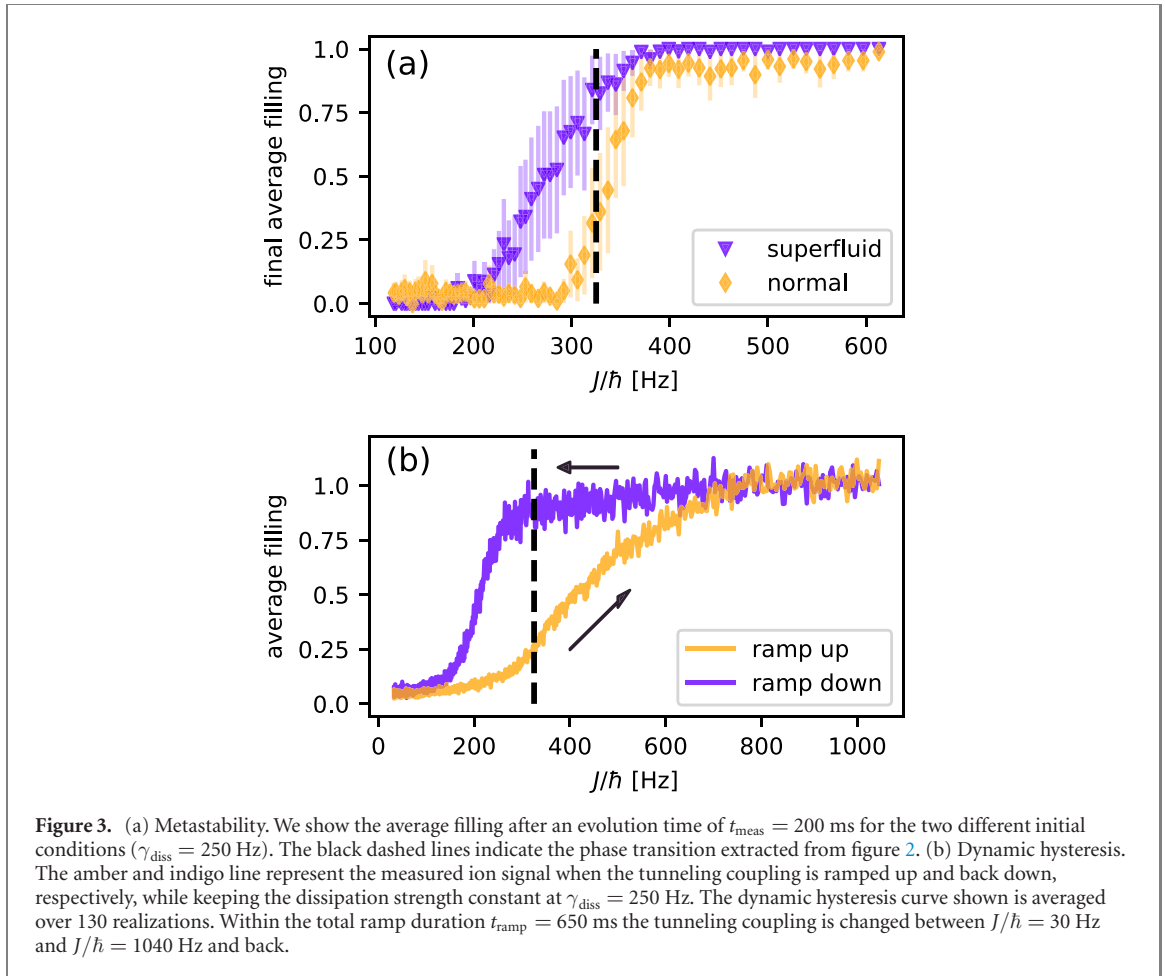 (a)
final average filling
1.0
0.75
0.5
0.25
0.0
superfluid
normal
100 200 300 400 500 600
J/ħ [Hz]
(b)
average filling
1.0
0.75
0.5
0.25
0.0
ramp up
ramp down
0 200 400 600 800 1000
J/ħ [Hz]
Figure 3. (a) Metastability. We show the average filling after an evolution time of t_meas = 200 ms for the two different initial
conditions (γ_diss = 250 Hz). The black dashed lines indicate the phase transition extracted from figure 2. (b) Dynamic hysteresis.
The amber and indigo line represent the measured ion signal when the tunneling coupling is ramped up and back down,
respectively, while keeping the dissipation strength constant at γ_diss = 250 Hz. The dynamic hysteresis curve shown is averaged
over 130 realizations. Within the total ramp duration t_ramp = 650 ms the tunneling coupling is changed between J/ħ = 30 Hz
and J/ħ = 1040 Hz and back.